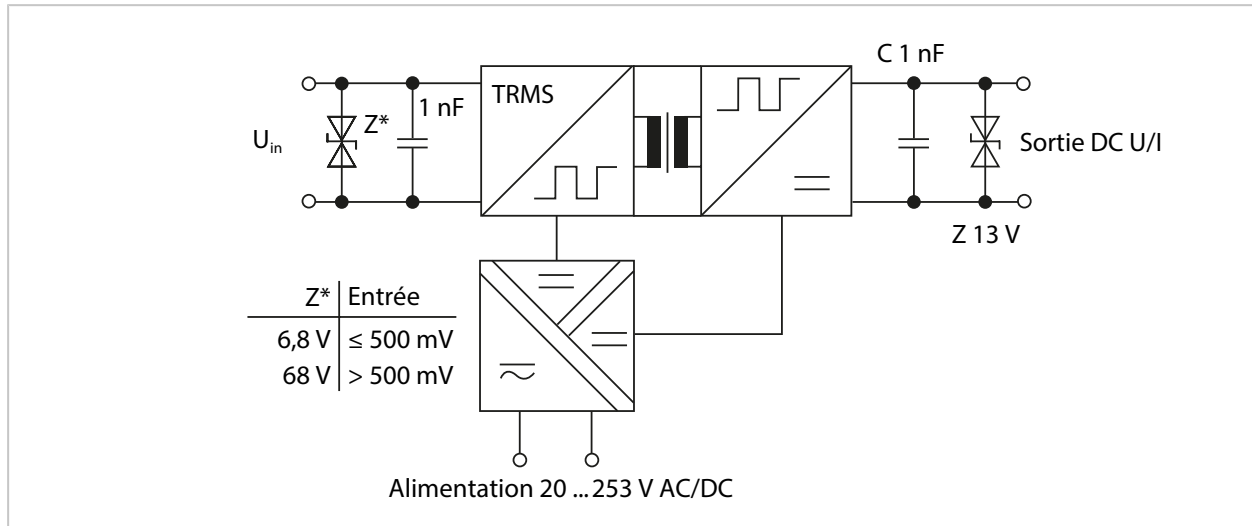 C 1 nF
TRMS
1 nF
Z*
Uin
Sortie DC U/I
Z 13 V
Z* Entrée
6,8 V ≤ 500 mV
68 V > 500 mV
Alimentation 20 ... 253 V AC/DC